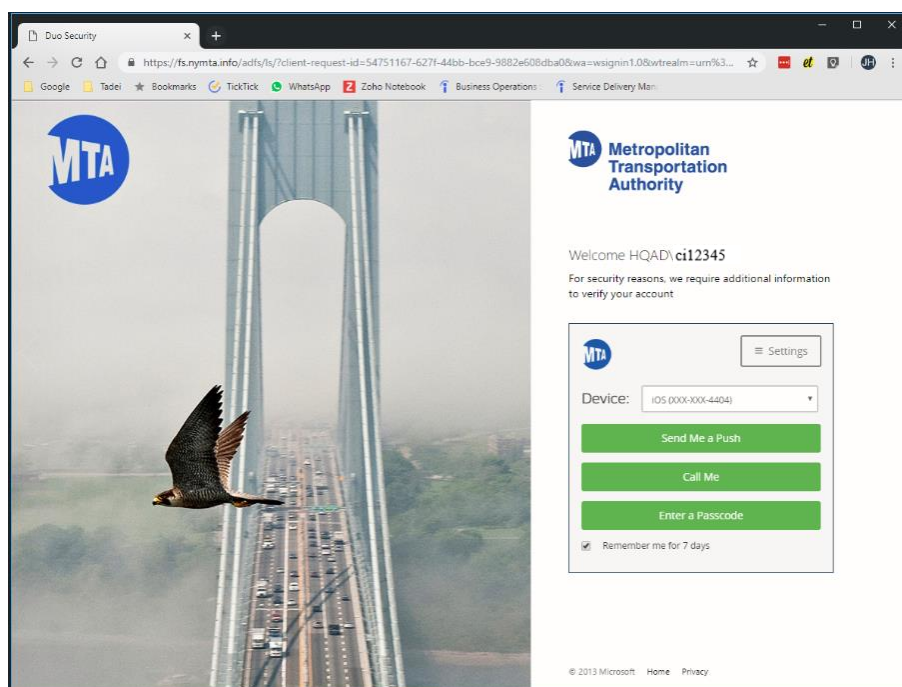 Duo Security
https://fs.nymta.info/adfs/ls/?client-request-id=54751167-627f-44bb-bce9-9882e608dba0&wa=wsignin1.0&wtrealm=urn%3...
et
JH
Google Tadei Bookmarks TickTick WhatsApp Zoho Notebook Business Operations Service Delivery Man
MTA
MTA
Metropolitan
Transportation
Authority
Welcome HQAD\ci12345
For security reasons, we require additional information
to verify your account
MTA
≡ Settings
Device: iOS (XXX-XXX-4404)
Send Me a Push
Call Me
Enter a Passcode
Remember me for 7 days
© 2013 Microsoft Home Privacy